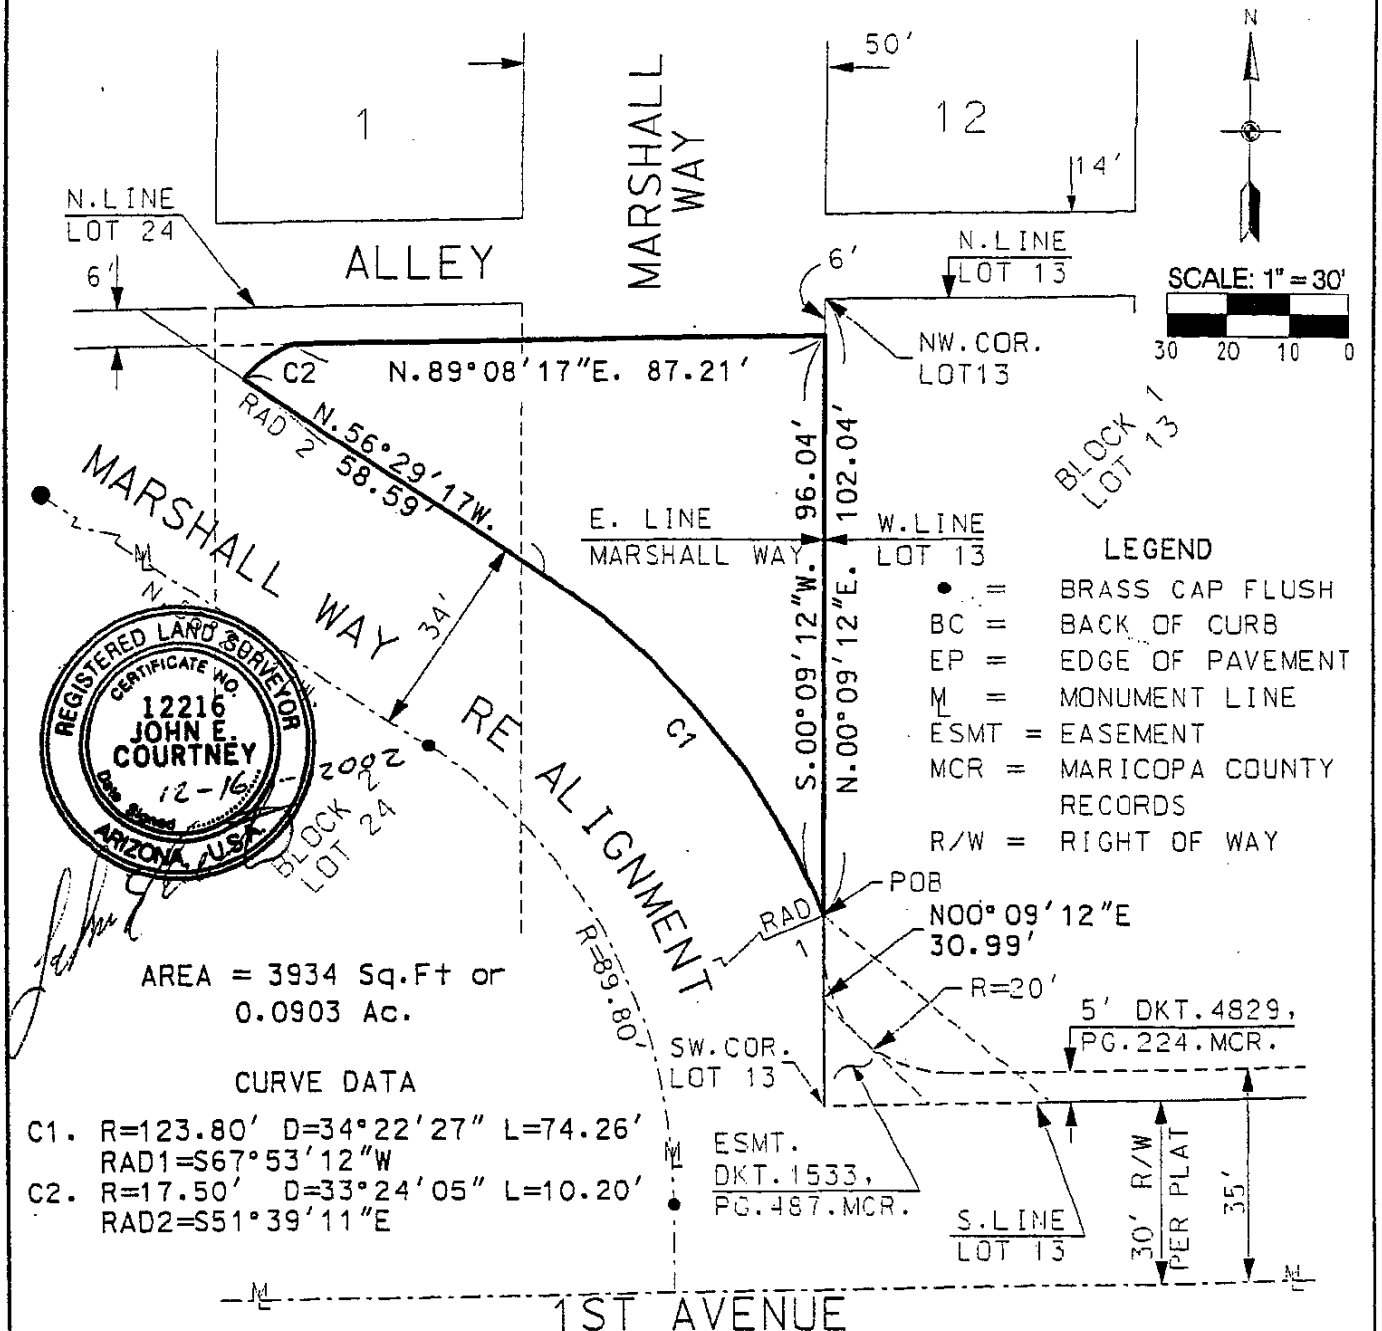 N
50'
1
12
MARSHALL
WAY
14'
N.LINE
LOT 24
ALLEY
6'
6'
N.LINE
LOT 13
SCALE: 1" = 30'
30 20 10 0
NW.COR.
LOT13
C2
N.89°08'17"E. 87.21'
RAD 2
N.56°29'17W.
58.59'
MARSHALL WAY
RE ALIGNMENT
34'
C1
E. LINE
MARSHALL WAY
W.LINE
LOT 13
S.00°09'12"W. 96.04'
N.00°09'12"E. 102.04'
BLOCK 1
LOT 13
LEGEND
● = BRASS CAP FLUSH
BC = BACK OF CURB
EP = EDGE OF PAVEMENT
ML = MONUMENT LINE
ESMT = EASEMENT
MCR = MARICOPA COUNTY
RECORDS
R/W = RIGHT OF WAY
ML
REGISTERED LAND SURVEYOR
CERTIFICATE NO.
12216
JOHN E.
COURTNEY
Date Signed
12-16-2002
ARIZONA, U.S.A.
BLOCK 2
LOT 24
POB
RAD
1
N00°09'12"E
30.99'
R=20'
R=89.80'
5' DKT.4829,
PG.224.MCR.
SW.COR.
LOT 13
AREA = 3934 Sq.Ft or
0.0903 Ac.
CURVE DATA
C1. R=123.80' D=34°22'27" L=74.26'
RAD1=S67°53'12"W
C2. R=17.50' D=33°24'05" L=10.20'
RAD2=S51°39'11"E
ML
ESMT.
DKT.1533,
PG.487.MCR.
S.LINE
LOT 13
30' R/W
PER PLAT
35'
ML
ML
1ST AVENUE